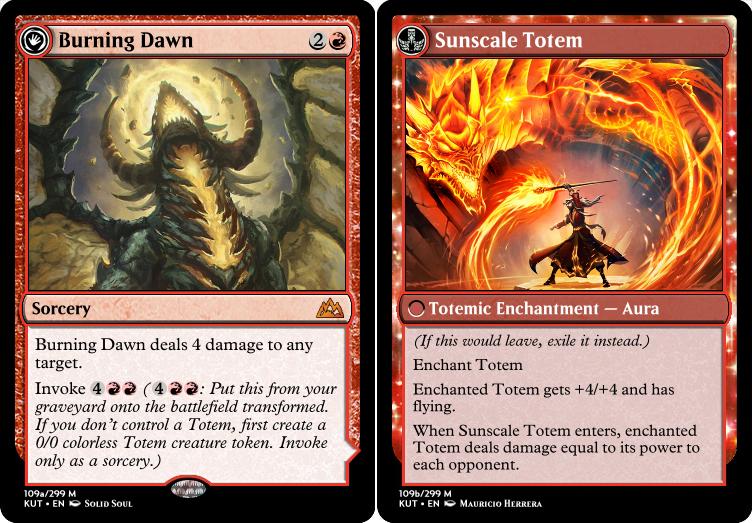 Burning Dawn 2
Sorcery
Burning Dawn deals 4 damage to any
target.
Invoke 4 ( 4 : Put this from your
graveyard onto the battlefield transformed.
If you don't control a Totem, first create a
0/0 colorless Totem creature token. Invoke
only as a sorcery.)
109a/299 M
KUT • EN Solid Soul
Sunscale Totem
Totemic Enchantment — Aura
(If this would leave, exile it instead.)
Enchant Totem
Enchanted Totem gets +4/+4 and has
flying.
When Sunscale Totem enters, enchanted
Totem deals damage equal to its power to
each opponent.
109b/299 M
KUT • EN Mauricio Herrera